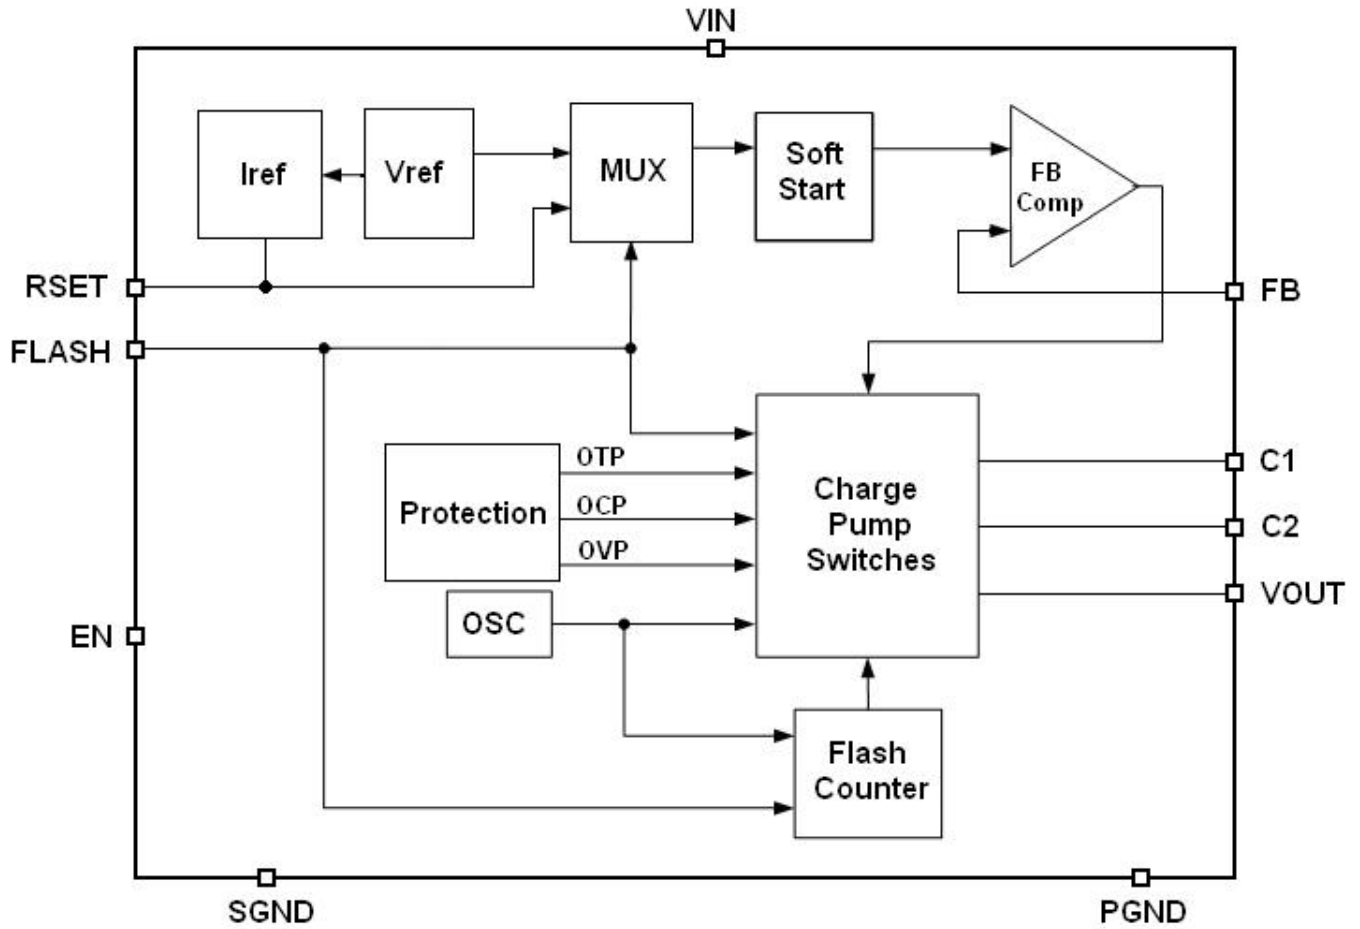 VIN
Iref
Vref
MUX
Soft
Start
FB
Comp
RSET
FLASH
FB
OTP
OCP
OVP
Protection
Charge
Pump
Switches
C1
C2
VOUT
OSC
EN
Flash
Counter
SGND
PGND